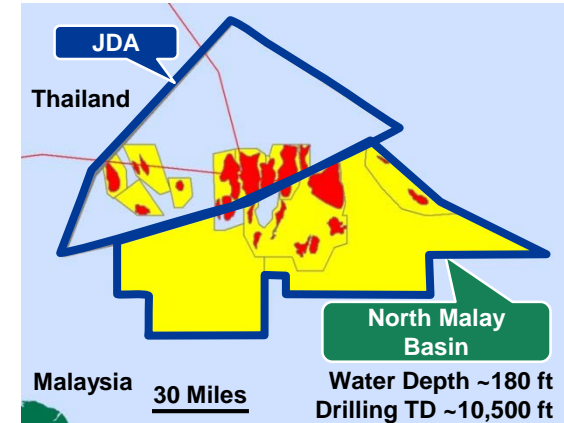 JDA
Thailand
North Malay
Basin
Malaysia
30 Miles
Water Depth ~180 ft
Drilling TD ~10,500 ft